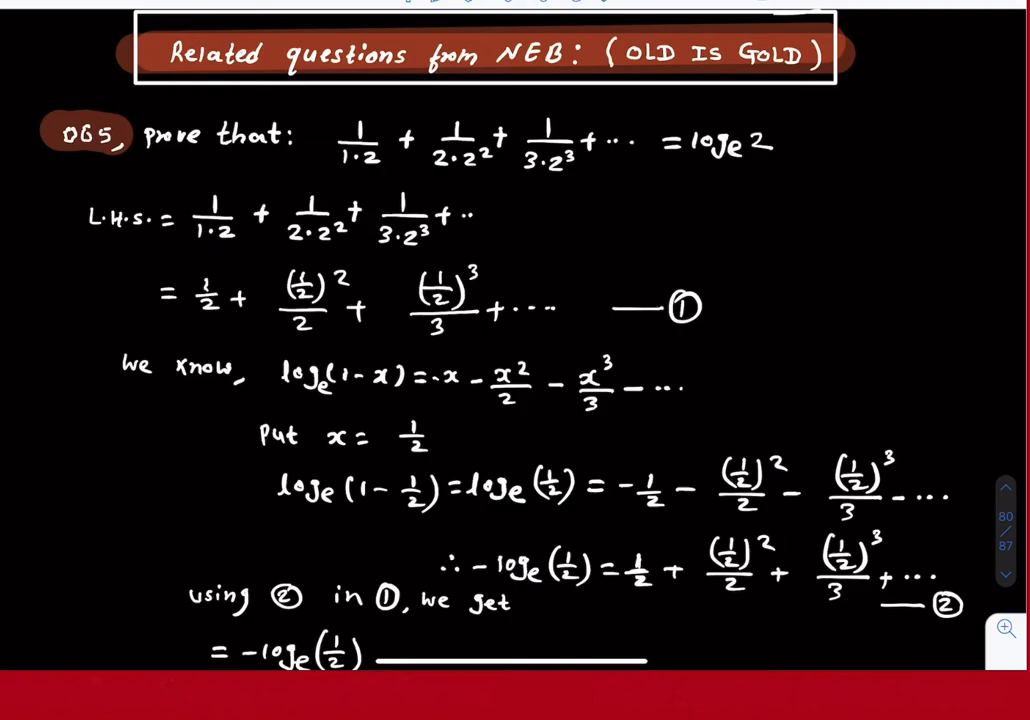 Related questions from NEB: (OLD IS GOLD)
065, prove that: 1/1·2 + 1/2·2² + 1/3·2³ + ·· = logₑ2
L.H.S. = 1/1·2 + 1/2·2² + 1/3·2³ + ··
= 1/2 + (1/2)²/2 + (1/2)³/3 + ···· — ①
we know, logₑ(1-x) = -x - x²/2 - x³/3 - ···
put x = 1/2
logₑ(1 - 1/2) = logₑ(1/2) = -1/2 - (1/2)²/2 - (1/2)³/3 - ····
∴ -logₑ(1/2) = 1/2 + (1/2)²/2 + (1/2)³/3 + ···
— ②
using ② in ①, we get
= -logₑ(1/2)
80
/
87